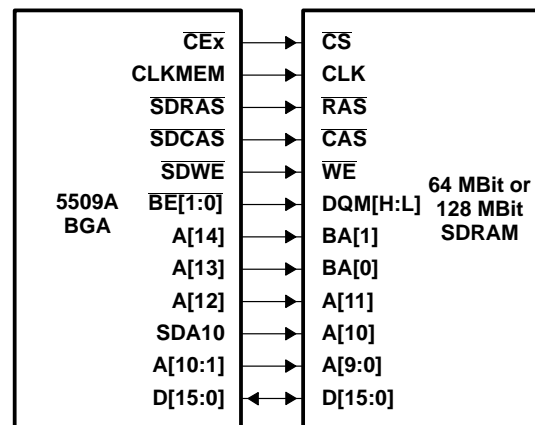 CEx CS
CLKMEM CLK
SDRAS RAS
SDCAS CAS
SDWE WE
5509A
BGA
BE[1:0] DQM[H:L]
64 MBit or
128 MBit
SDRAM
A[14] BA[1]
A[13] BA[0]
A[12] A[11]
SDA10 A[10]
A[10:1] A[9:0]
D[15:0] D[15:0]